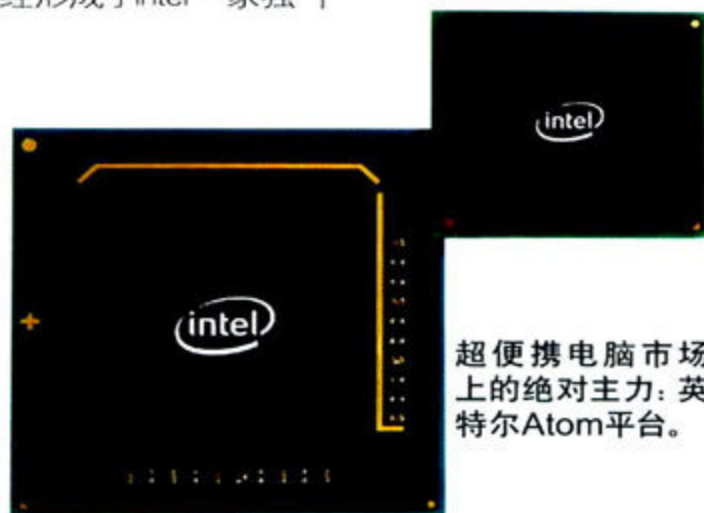 intel
intel
超便携电脑市场
上的绝对主力：英
特尔Atom平台。